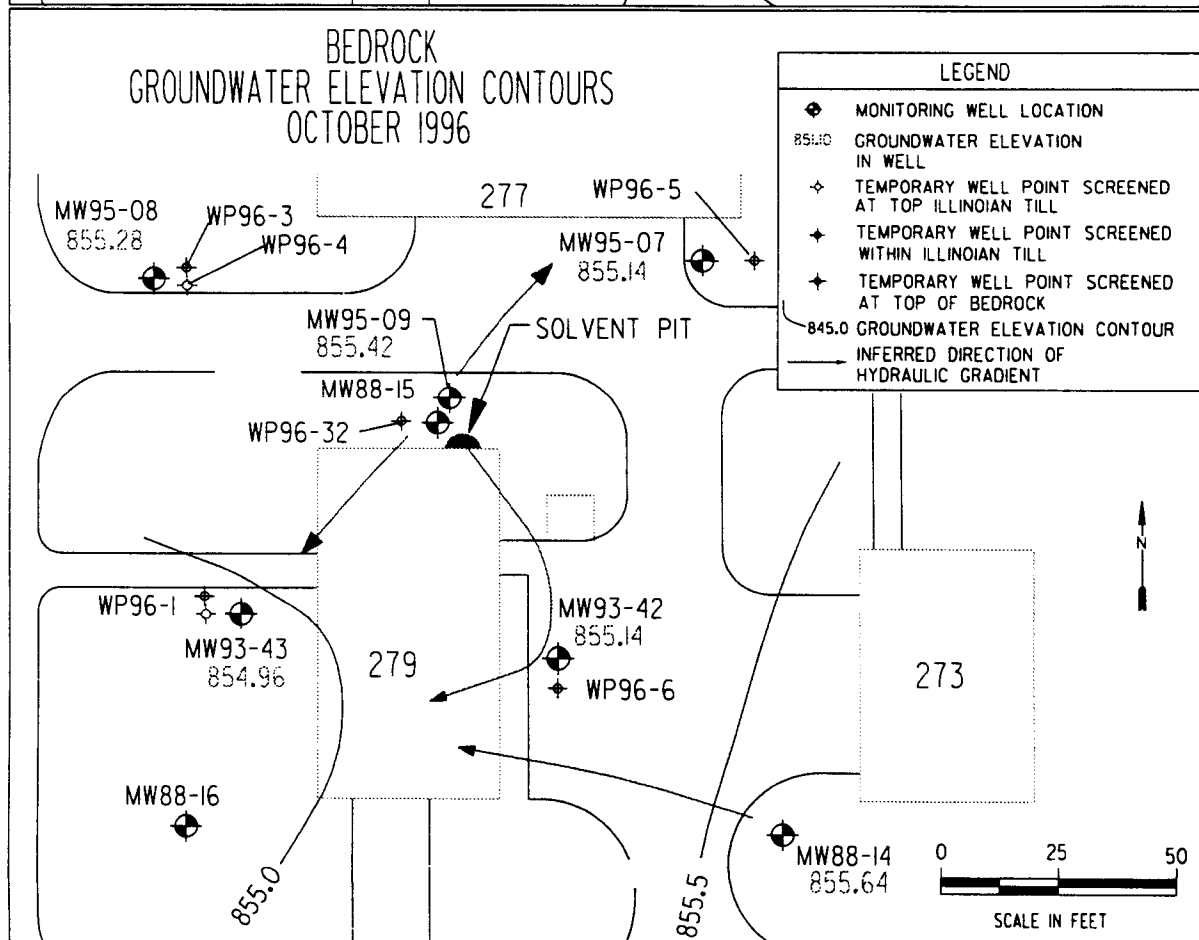 BEDROCK
GROUNDWATER ELEVATION CONTOURS
OCTOBER 1996
LEGEND
MONITORING WELL LOCATION
851.10 GROUNDWATER ELEVATION
IN WELL
TEMPORARY WELL POINT SCREENED
AT TOP ILLINOIAN TILL
TEMPORARY WELL POINT SCREENED
WITHIN ILLINOIAN TILL
TEMPORARY WELL POINT SCREENED
AT TOP OF BEDROCK
845.0 GROUNDWATER ELEVATION CONTOUR
INFERRED DIRECTION OF
HYDRAULIC GRADIENT
277
WP96-5
MW95-08
855.28
WP96-3
WP96-4
MW95-07
855.14
MW95-09
855.42
SOLVENT PIT
MW88-15
WP96-32
N
WP96-1
MW93-43
854.96
279
MW93-42
855.14
WP96-6
273
MW88-16
855.0
855.5
MW88-14
855.64
0 25 50
SCALE IN FEET